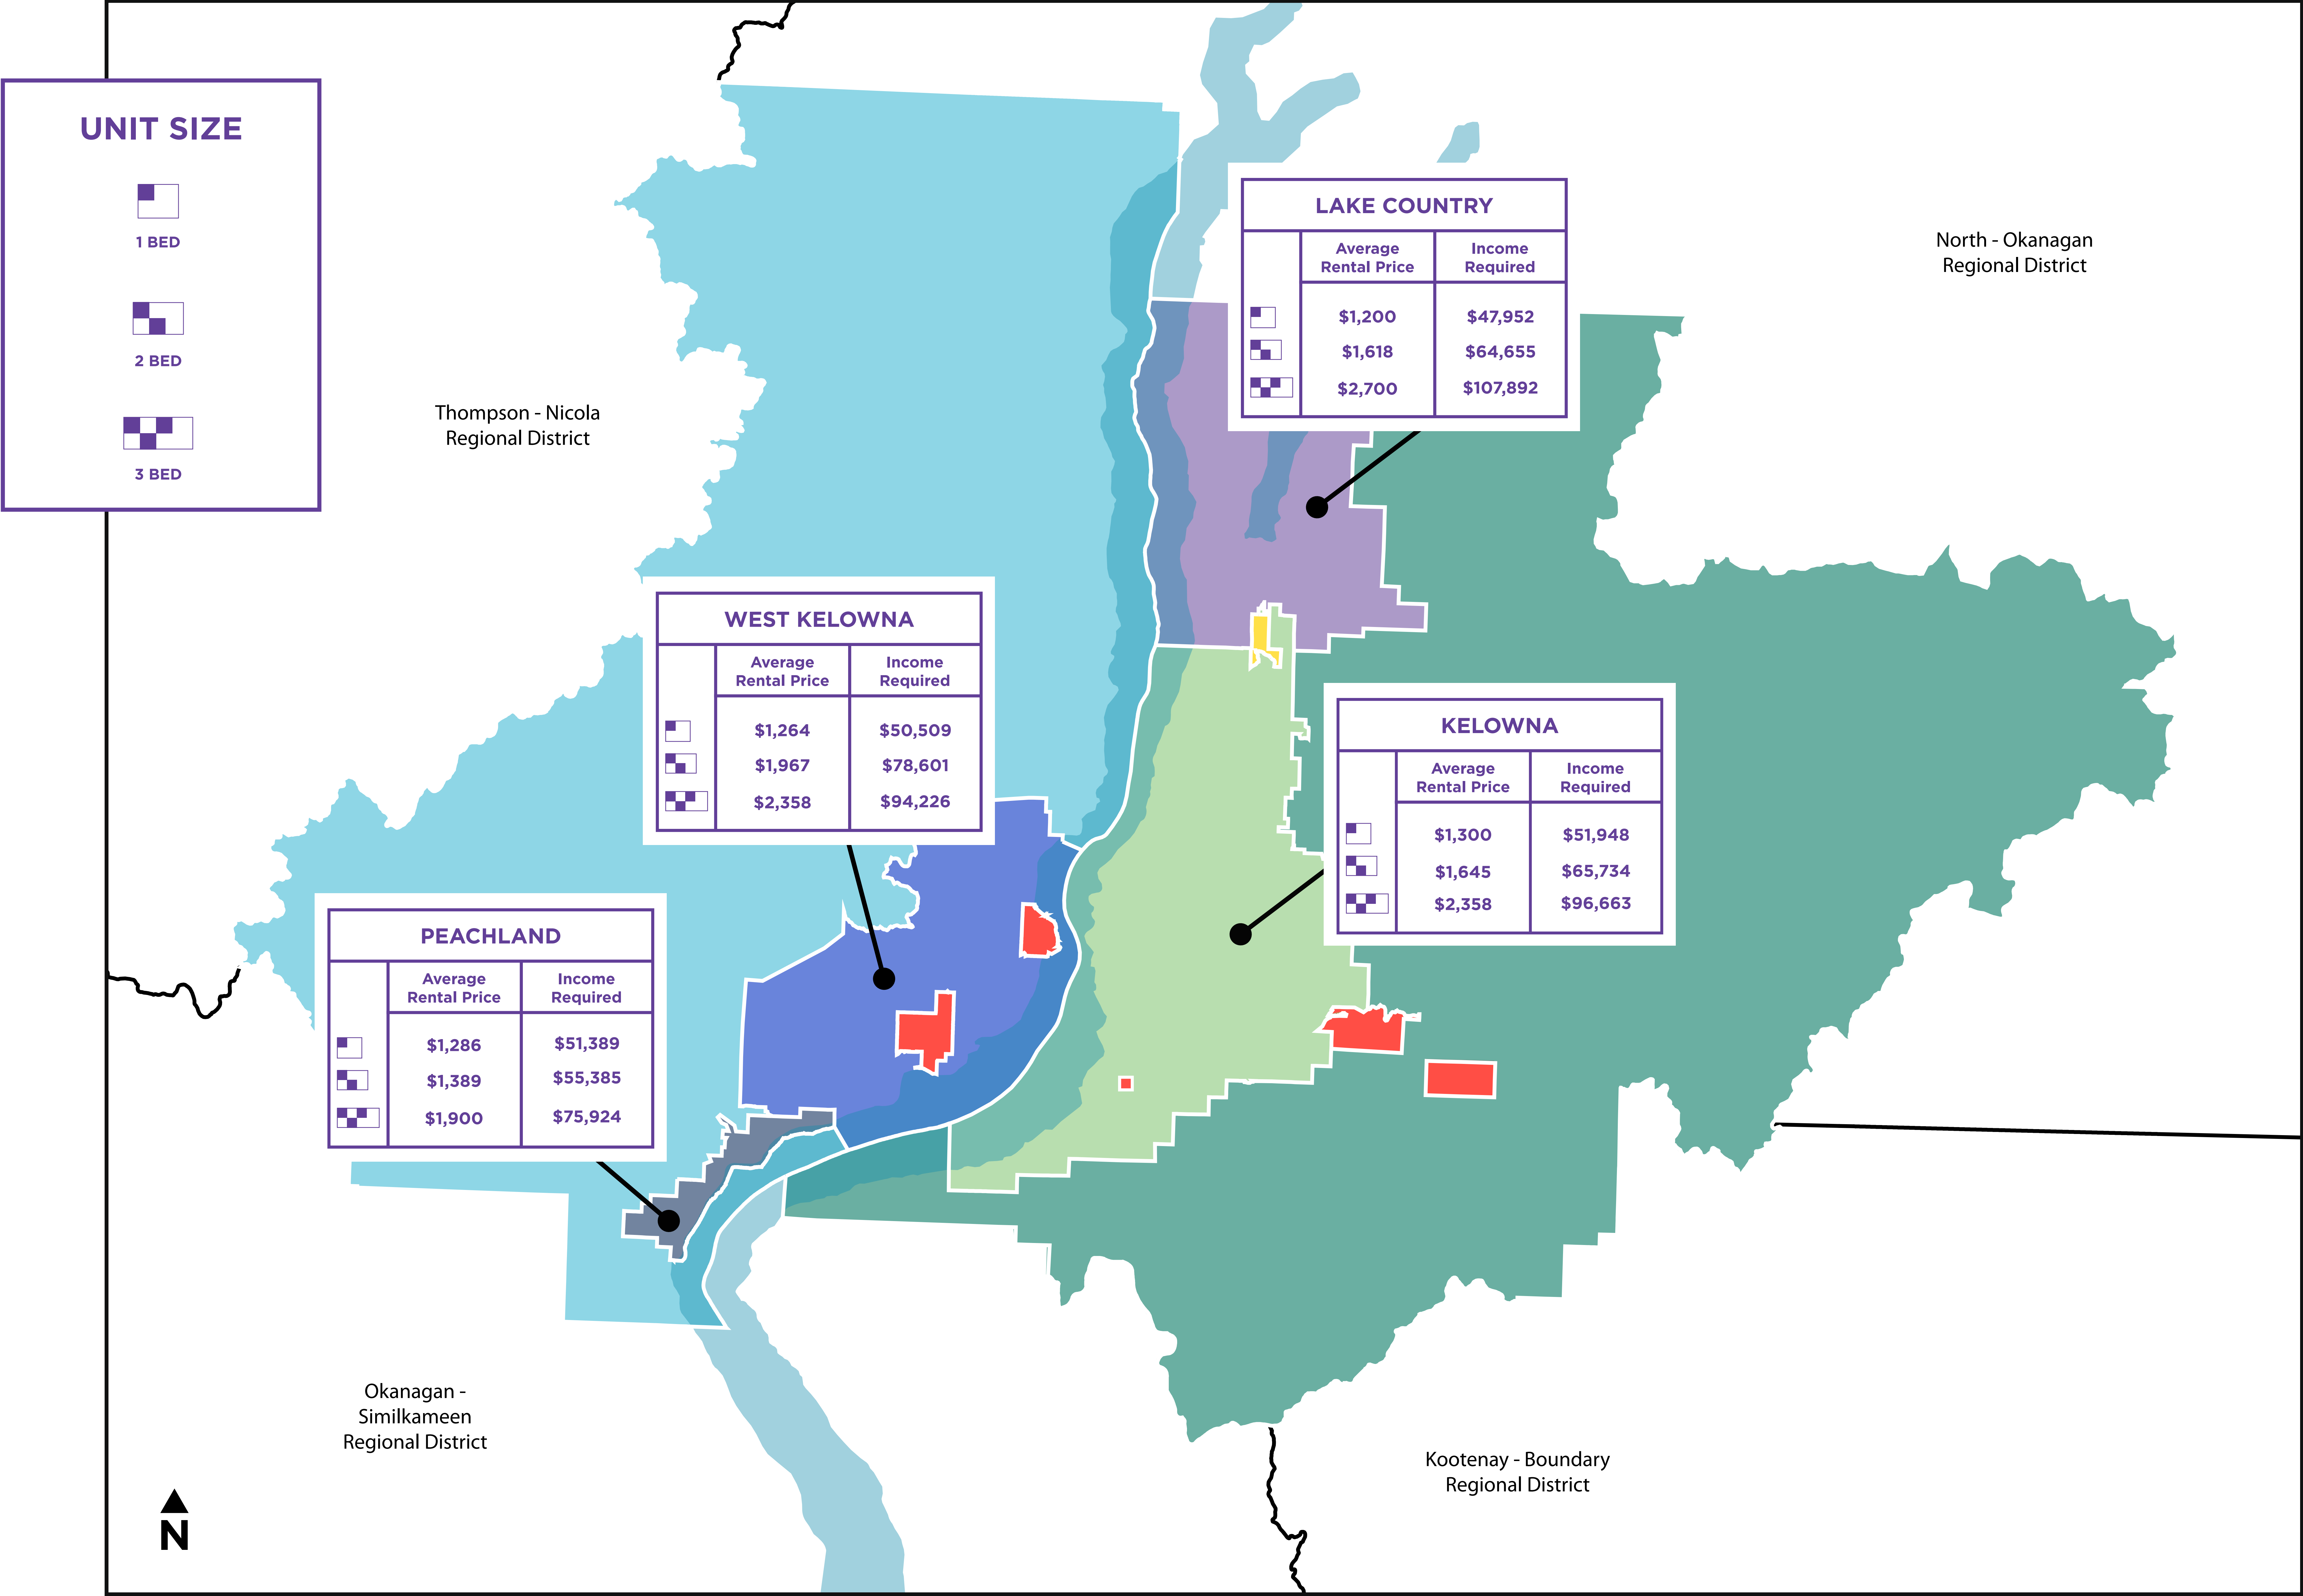 UNIT SIZE
1 BED
2 BED
3 BED
Thompson - Nicola
Regional District
North - Okanagan
Regional District
LAKE COUNTRY
Average
Rental Price
Income
Required
$1,200 $47,952
$1,618 $64,655
$2,700 $107,892
WEST KELOWNA
Average
Rental Price
Income
Required
$1,264 $50,509
$1,967 $78,601
$2,358 $94,226
KELOWNA
Average
Rental Price
Income
Required
$1,300 $51,948
$1,645 $65,734
$2,358 $96,663
PEACHLAND
Average
Rental Price
Income
Required
$1,286 $51,389
$1,389 $55,385
$1,900 $75,924
Okanagan -
Similkameen
Regional District
Kootenay - Boundary
Regional District
N